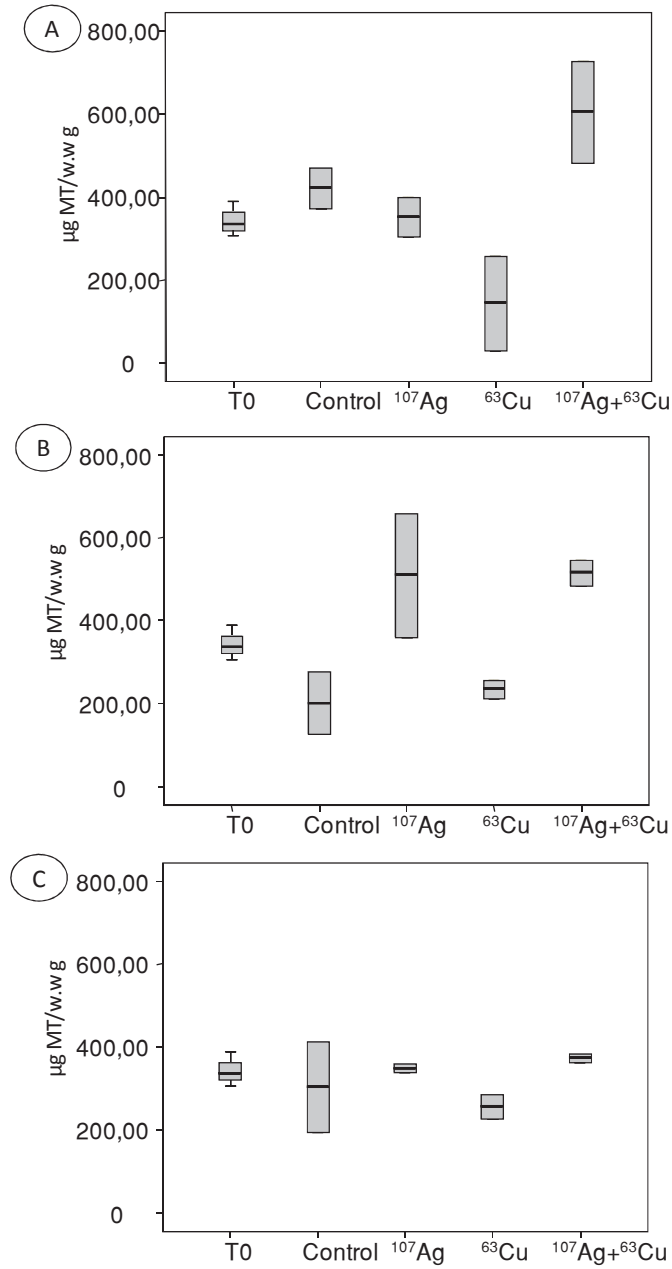 A
800,00
600,00
400,00
200,00
0
µg MT/w.w g
T0 Control ¹⁰⁷Ag ⁶³Cu ¹⁰⁷Ag+⁶³Cu
B
800,00
600,00
400,00
200,00
0
µg MT/w.w g
T0 Control ¹⁰⁷Ag ⁶³Cu ¹⁰⁷Ag+⁶³Cu
C
800,00
600,00
400,00
200,00
0
µg MT/w.w g
T0 Control ¹⁰⁷Ag ⁶³Cu ¹⁰⁷Ag+⁶³Cu